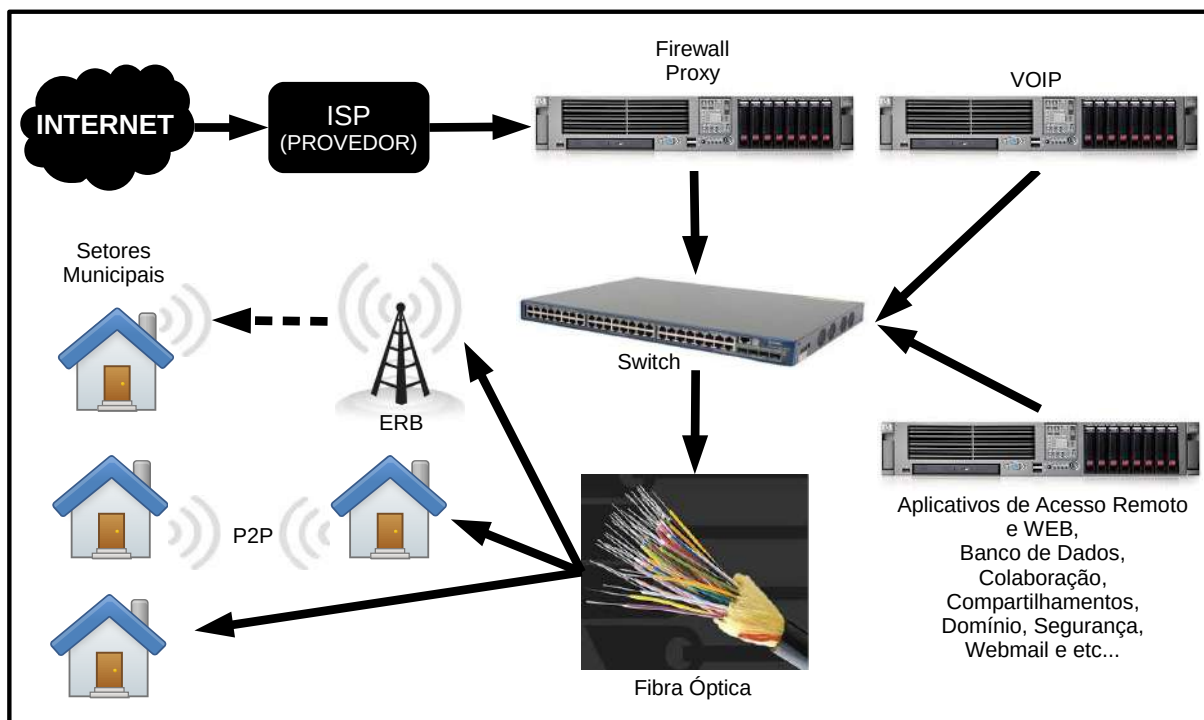 Firewall
Proxy
VOIP
INTERNET
ISP
(PROVEDOR)
Setores
Municipais
Switch
ERB
P2P
Aplicativos de Acesso Remoto
e WEB,
Banco de Dados,
Colaboração,
Compartilhamentos,
Domínio, Segurança,
Webmail e etc...
Fibra Óptica